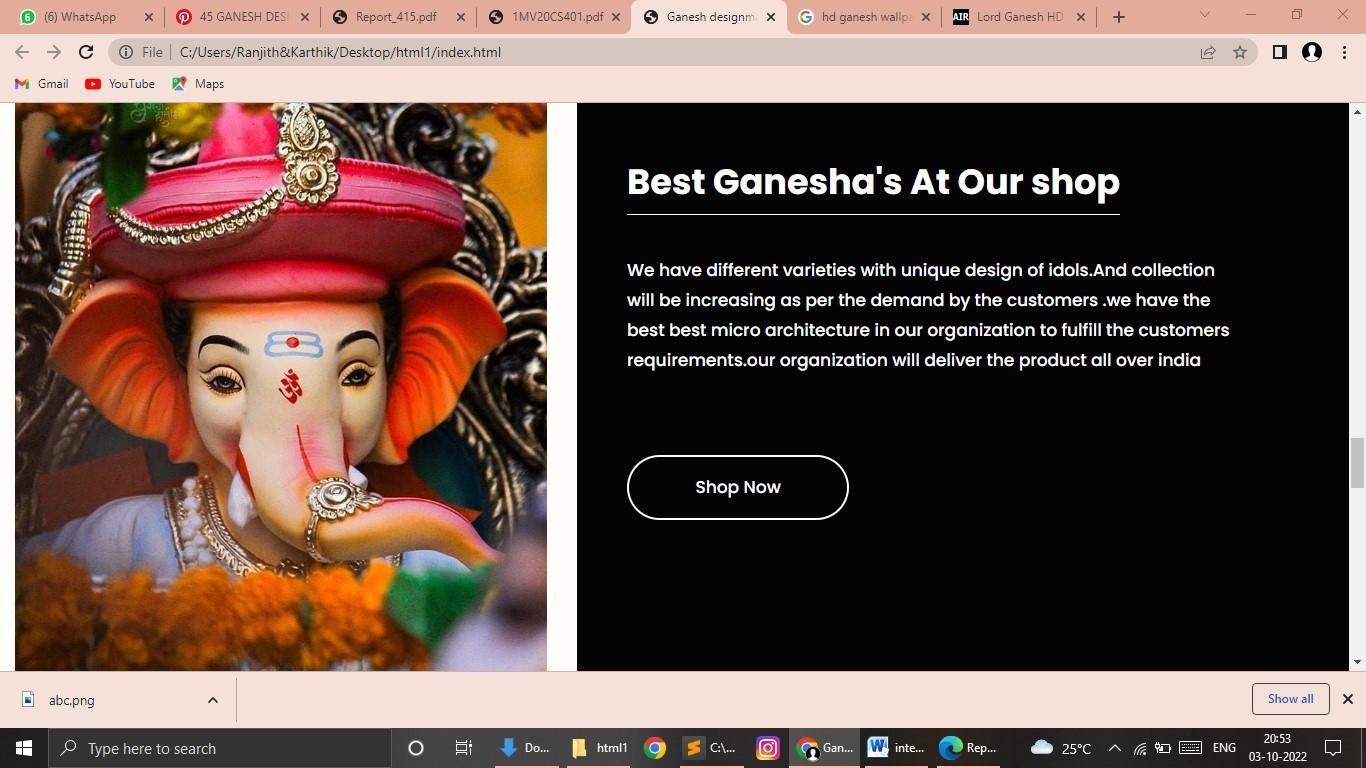 (6) WhatsApp
45 GANESH DESI
Report_415.pdf
1MV20CS401.pdf
Ganesh designma
hd ganesh wallpa
AIR
Lord Ganesh HD
File
C:/Users/Ranjith&Karthik/Desktop/html1/index.html
Gmail
YouTube
Maps
Best Ganesha's At Our shop
We have different varieties with unique design of idols.And collection
will be increasing as per the demand by the customers .we have the
best best micro architecture in our organization to fulfill the customers
requirements.our organization will deliver the product all over india
Shop Now
ॐ
abc.png
Show all
Type here to search
Do...
html1
C:\...
Gan...
inte...
Rep...
25°C
ENG
20:53
03-10-2022